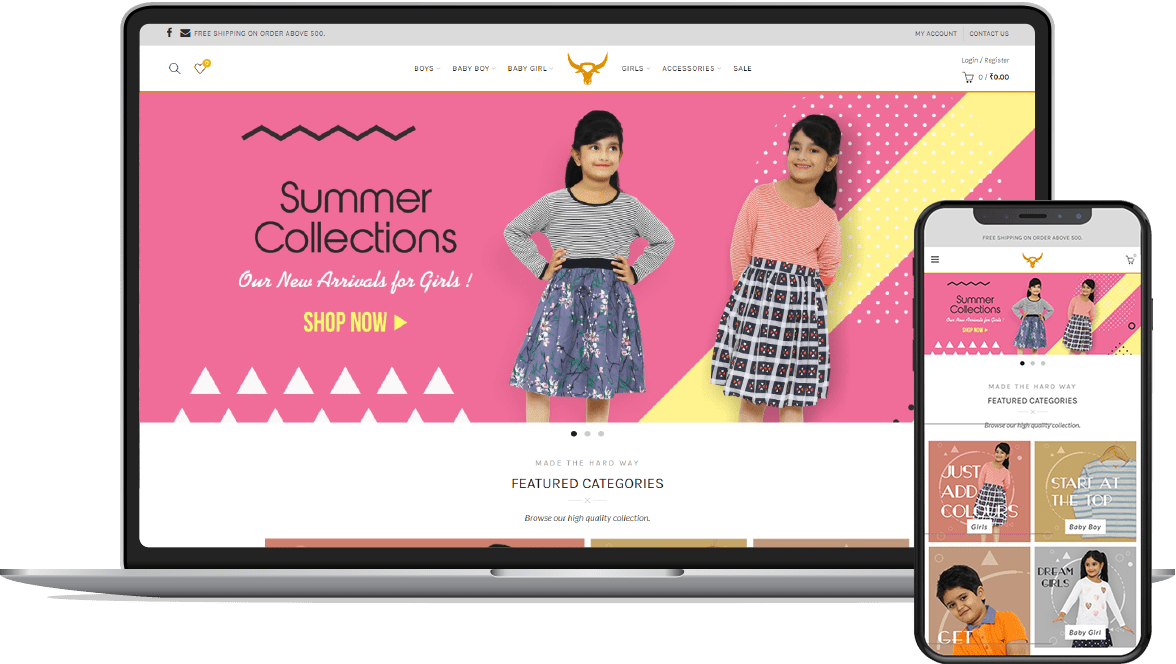 FREE SHIPPING ON ORDER ABOVE 500.
MY ACCOUNT
CONTACT US
0
BOYS
BABY BOY
BABY GIRL
GIRLS
ACCESSORIES
SALE
Login / Register
0 / ₹0.00
Summer
Collections
Our New Arrivals for Girls !
SHOP NOW
MADE THE HARD WAY
FEATURED CATEGORIES
Browse our high quality collection.
FREE SHIPPING ON ORDER ABOVE 500.
Summer
Collections
Our New Arrivals for Girls !
SHOP NOW
MADE THE HARD WAY
FEATURED CATEGORIES
Browse our high quality collection.
JUST
ADD
COLOURS
Girls
START AT
THE TOP
Baby Boy
GET
DREAM
GIRLS
Baby Girl